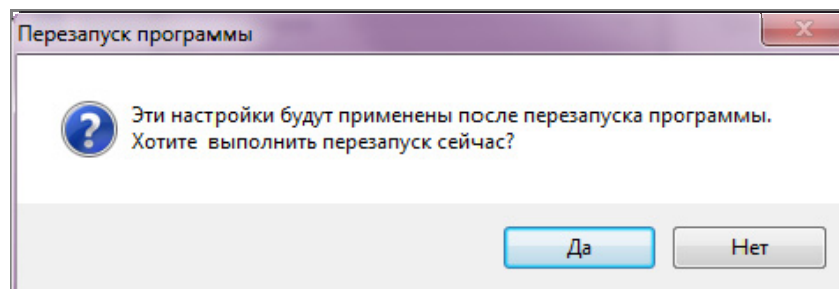 Перезапуск программы
Эти настройки будут применены после перезапуска программы.
Хотите  выполнить перезапуск сейчас?
Да
Нет